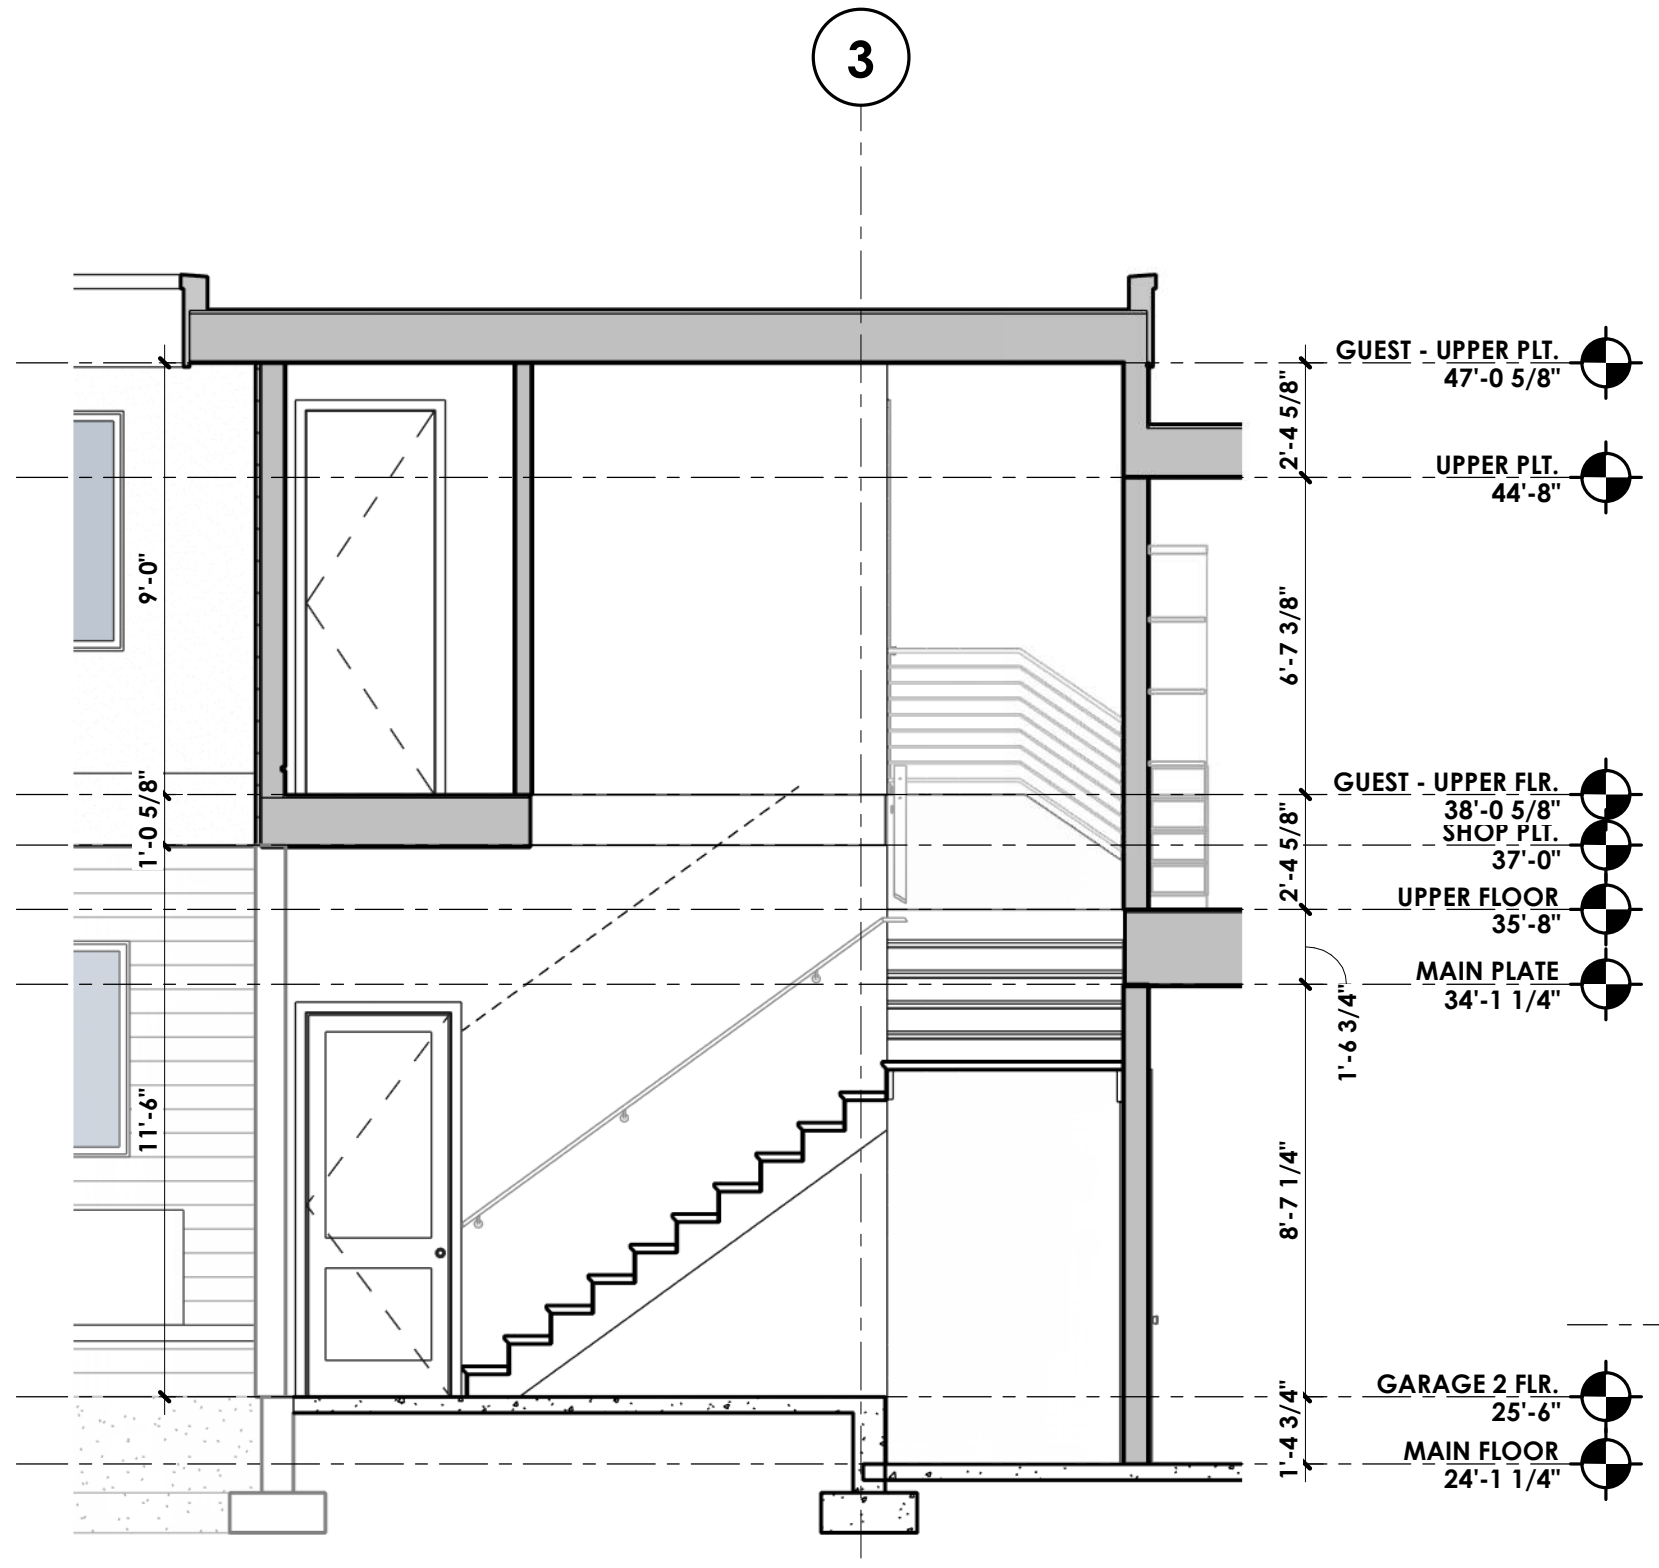 3
GUEST - UPPER PLT.
47'-0 5/8"
2'-4 5/8"
UPPER PLT.
44'-8"
9'-0"
6'-7 3/8"
GUEST - UPPER FLR.
38'-0 5/8"
1'-0 5/8"
2'-4 5/8"
SHOP PLT.
37'-0"
UPPER FLOOR
35'-8"
MAIN PLATE
34'-1 1/4"
1'-6 3/4"
11'-6"
8'-7 1/4"
GARAGE 2 FLR.
25'-6"
1'-4 3/4"
MAIN FLOOR
24'-1 1/4"